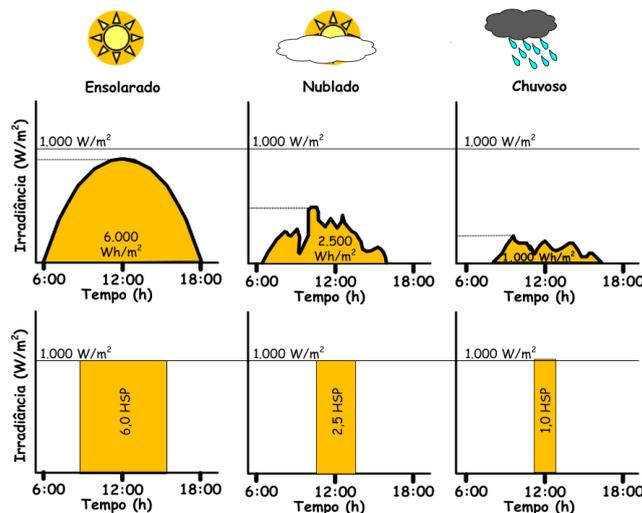 Ensolarado
Nublado
Chuvoso
Irradiância (W/m²)
1.000 W/m²
1.000 W/m²
1.000 W/m²
6.000
Wh/m²
2.500
Wh/m²
1.000 Wh/m²
6:00
12:00
18:00
6:00
12:00
18:00
6:00
12:00
18:00
Tempo (h)
Tempo (h)
Tempo (h)
Irradiância (W/m²)
1.000 W/m²
1.000 W/m²
1.000 W/m²
6,0 HSP
2,5 HSP
1,0 HSP
6:00
12:00
18:00
6:00
12:00
18:00
6:00
12:00
18:00
Tempo (h)
Tempo (h)
Tempo (h)